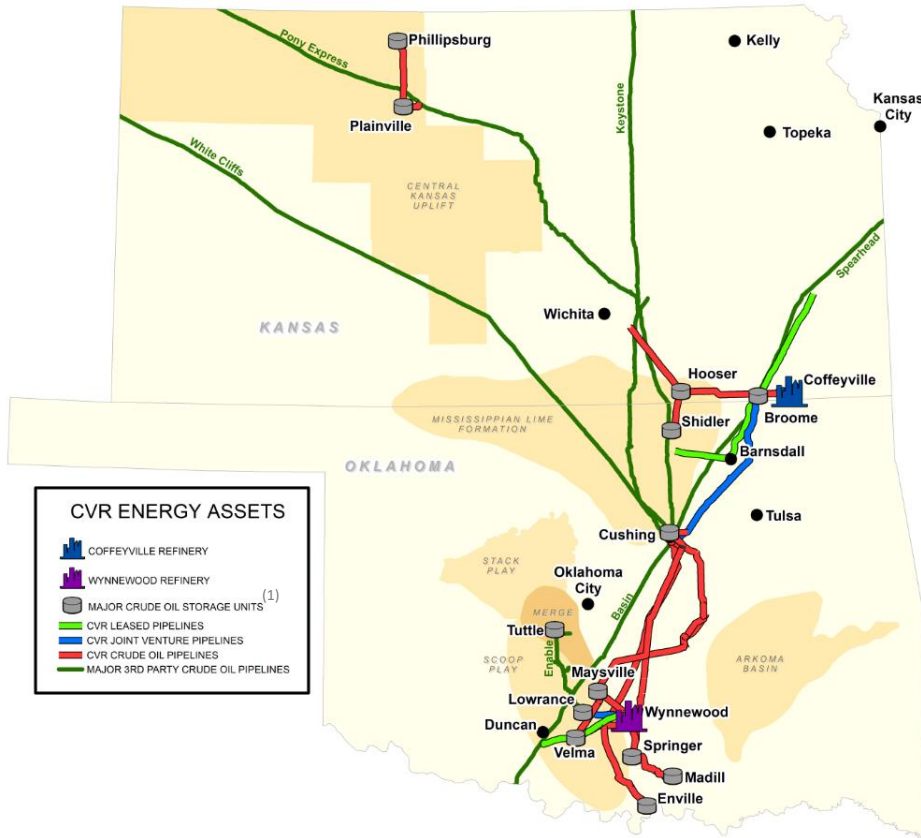 Phillipsburg
Kelly
Pony Express
Plainville
Keystone
Kansas
City
Topeka
White Cliffs
CENTRAL
KANSAS
UPLIFT
Spearhead
Wichita
KANSAS
Hooser
Coffeyville
Broome
MISSISSIPPIAN LIME
FORMATION
Shidler
Barnsdall
OKLAHOMA
Tulsa
Cushing
STACK
PLAY
Oklahoma
City
Basin
MERGE
Tuttle
Enable
SCOOP
PLAY
Maysville
ARKOMA
BASIN
Lowrance
Wynnewood
Duncan
Velma
Springer
Madill
Enville
CVR ENERGY ASSETS
COFFEYVILLE REFINERY
WYNNEWOOD REFINERY
MAJOR CRUDE OIL STORAGE UNITS(1)
CVR LEASED PIPELINES
CVR JOINT VENTURE PIPELINES
CVR CRUDE OIL PIPELINES
MAJOR 3RD PARTY CRUDE OIL PIPELINES